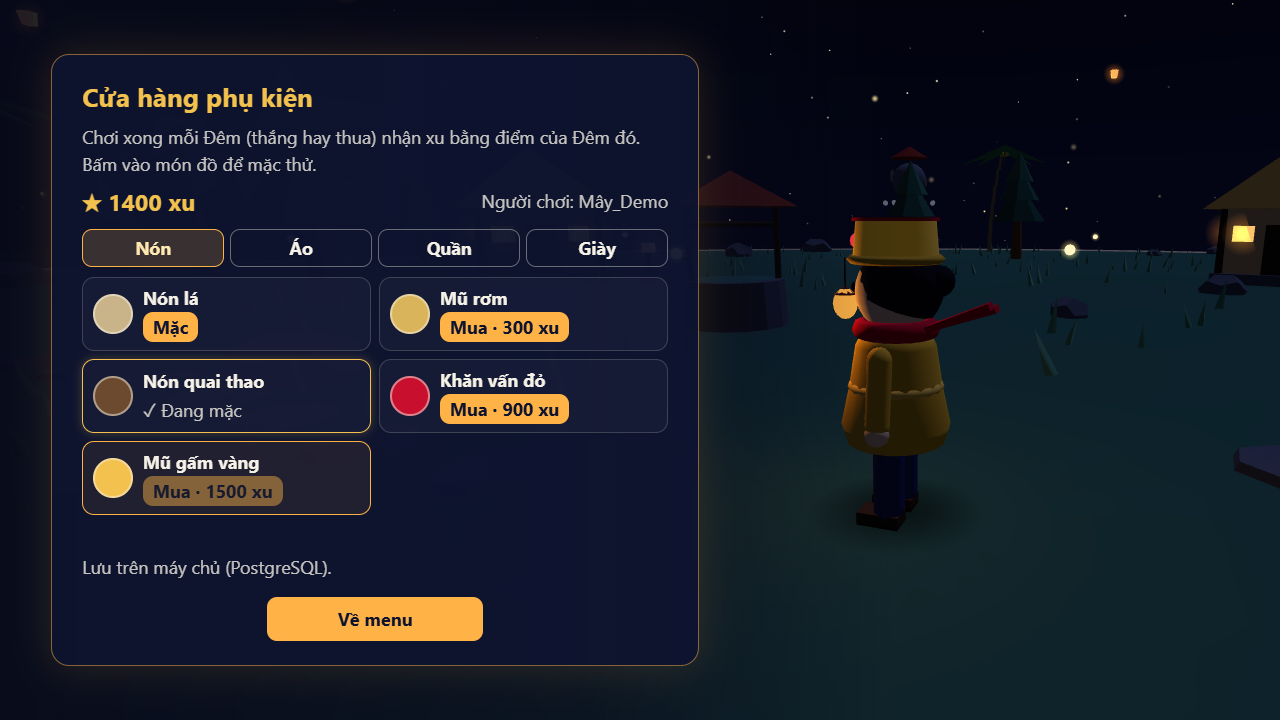 Cửa hàng phụ kiện
Chơi xong mỗi Đêm (thắng hay thua) nhận xu bằng điểm của Đêm đó.
Bấm vào món đồ để mặc thử.
★ 1400 xu
Người chơi: Mây_Demo
Nón
Áo
Quần
Giày
Nón lá
Mặc
Mũ rơm
Mua · 300 xu
Nón quai thao
✓ Đang mặc
Khăn vấn đỏ
Mua · 900 xu
Mũ gấm vàng
Mua · 1500 xu
Lưu trên máy chủ (PostgreSQL).
Về menu